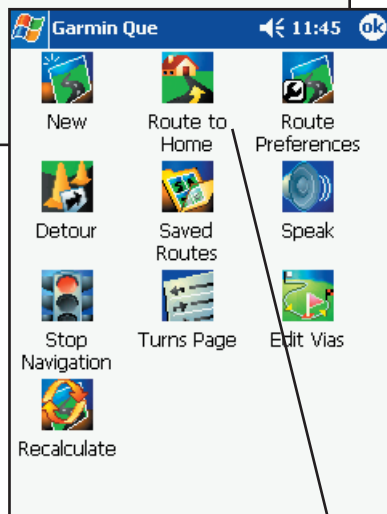 Garmin Que 11:45 ok
New Route to Home Route Preferences
Detour Saved Routes Speak
Stop Navigation Turns Page Edit Vias
Recalculate